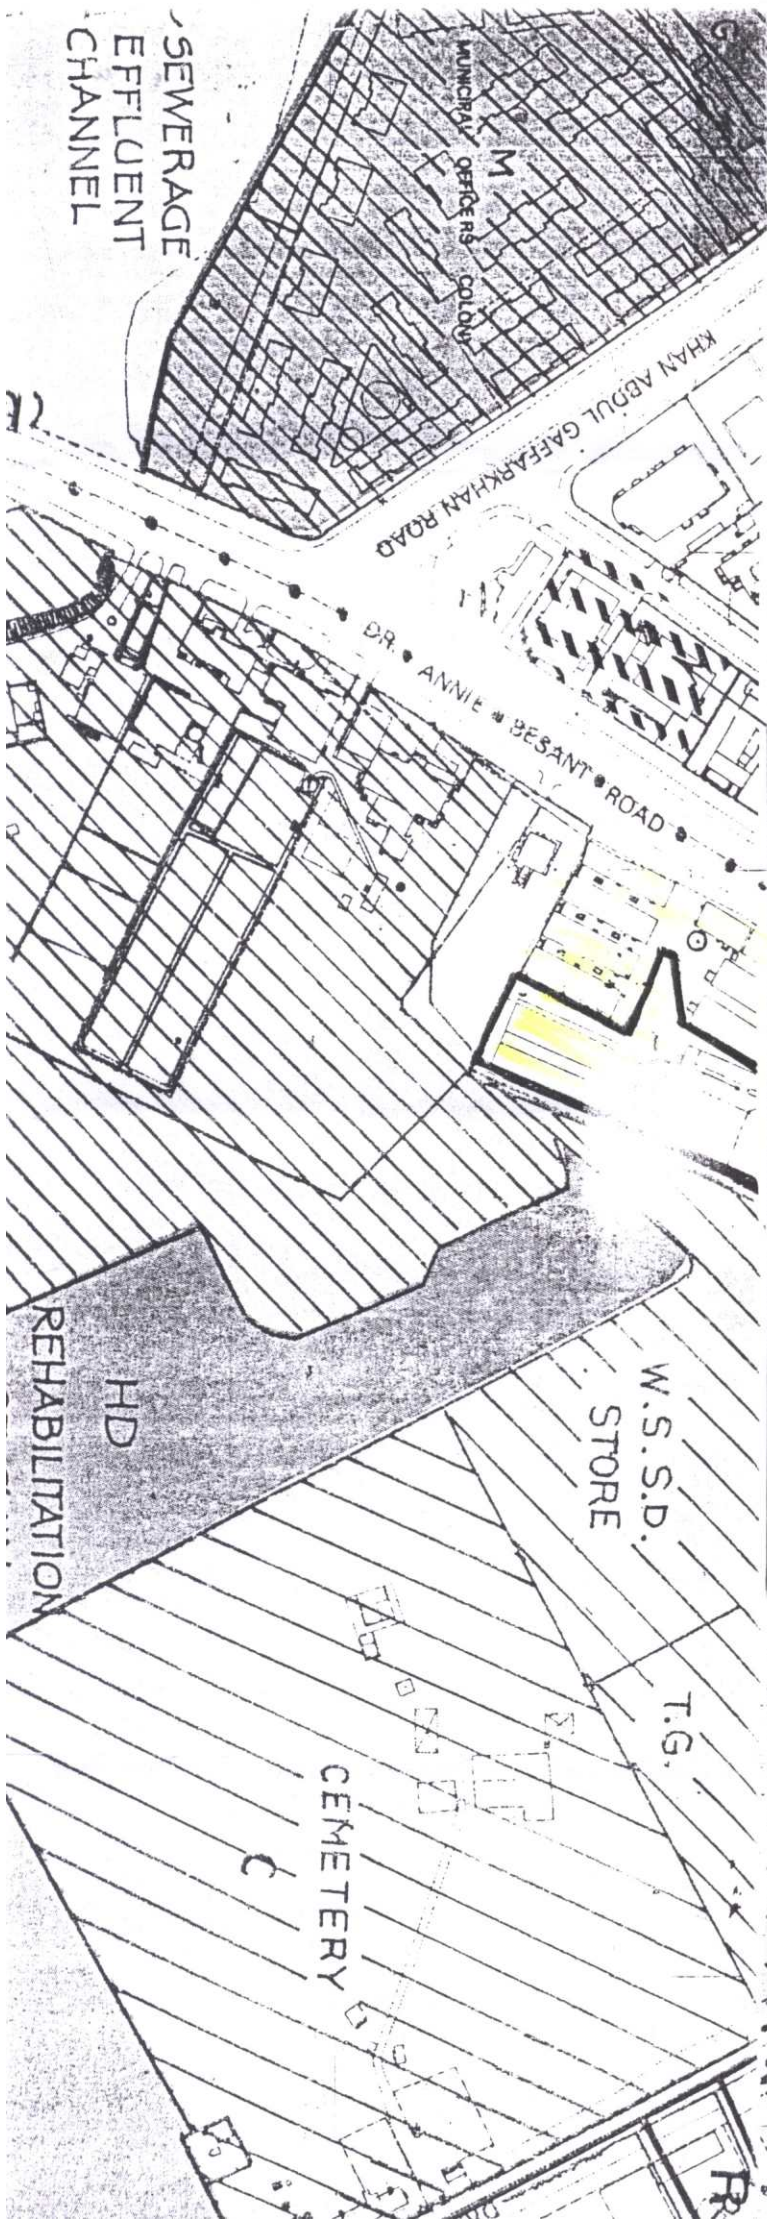 SEWERAGE
EFFLUENT
CHANNEL
G
M
MUNICIPAL OFFICERS COLONY
KHAN ABDUL GAFFARKHAN ROAD
DR. ANNIE BESANT ROAD
HD
REHABILITATION
W.S.S.D.
STORE
T.G.
CEMETERY
C
R